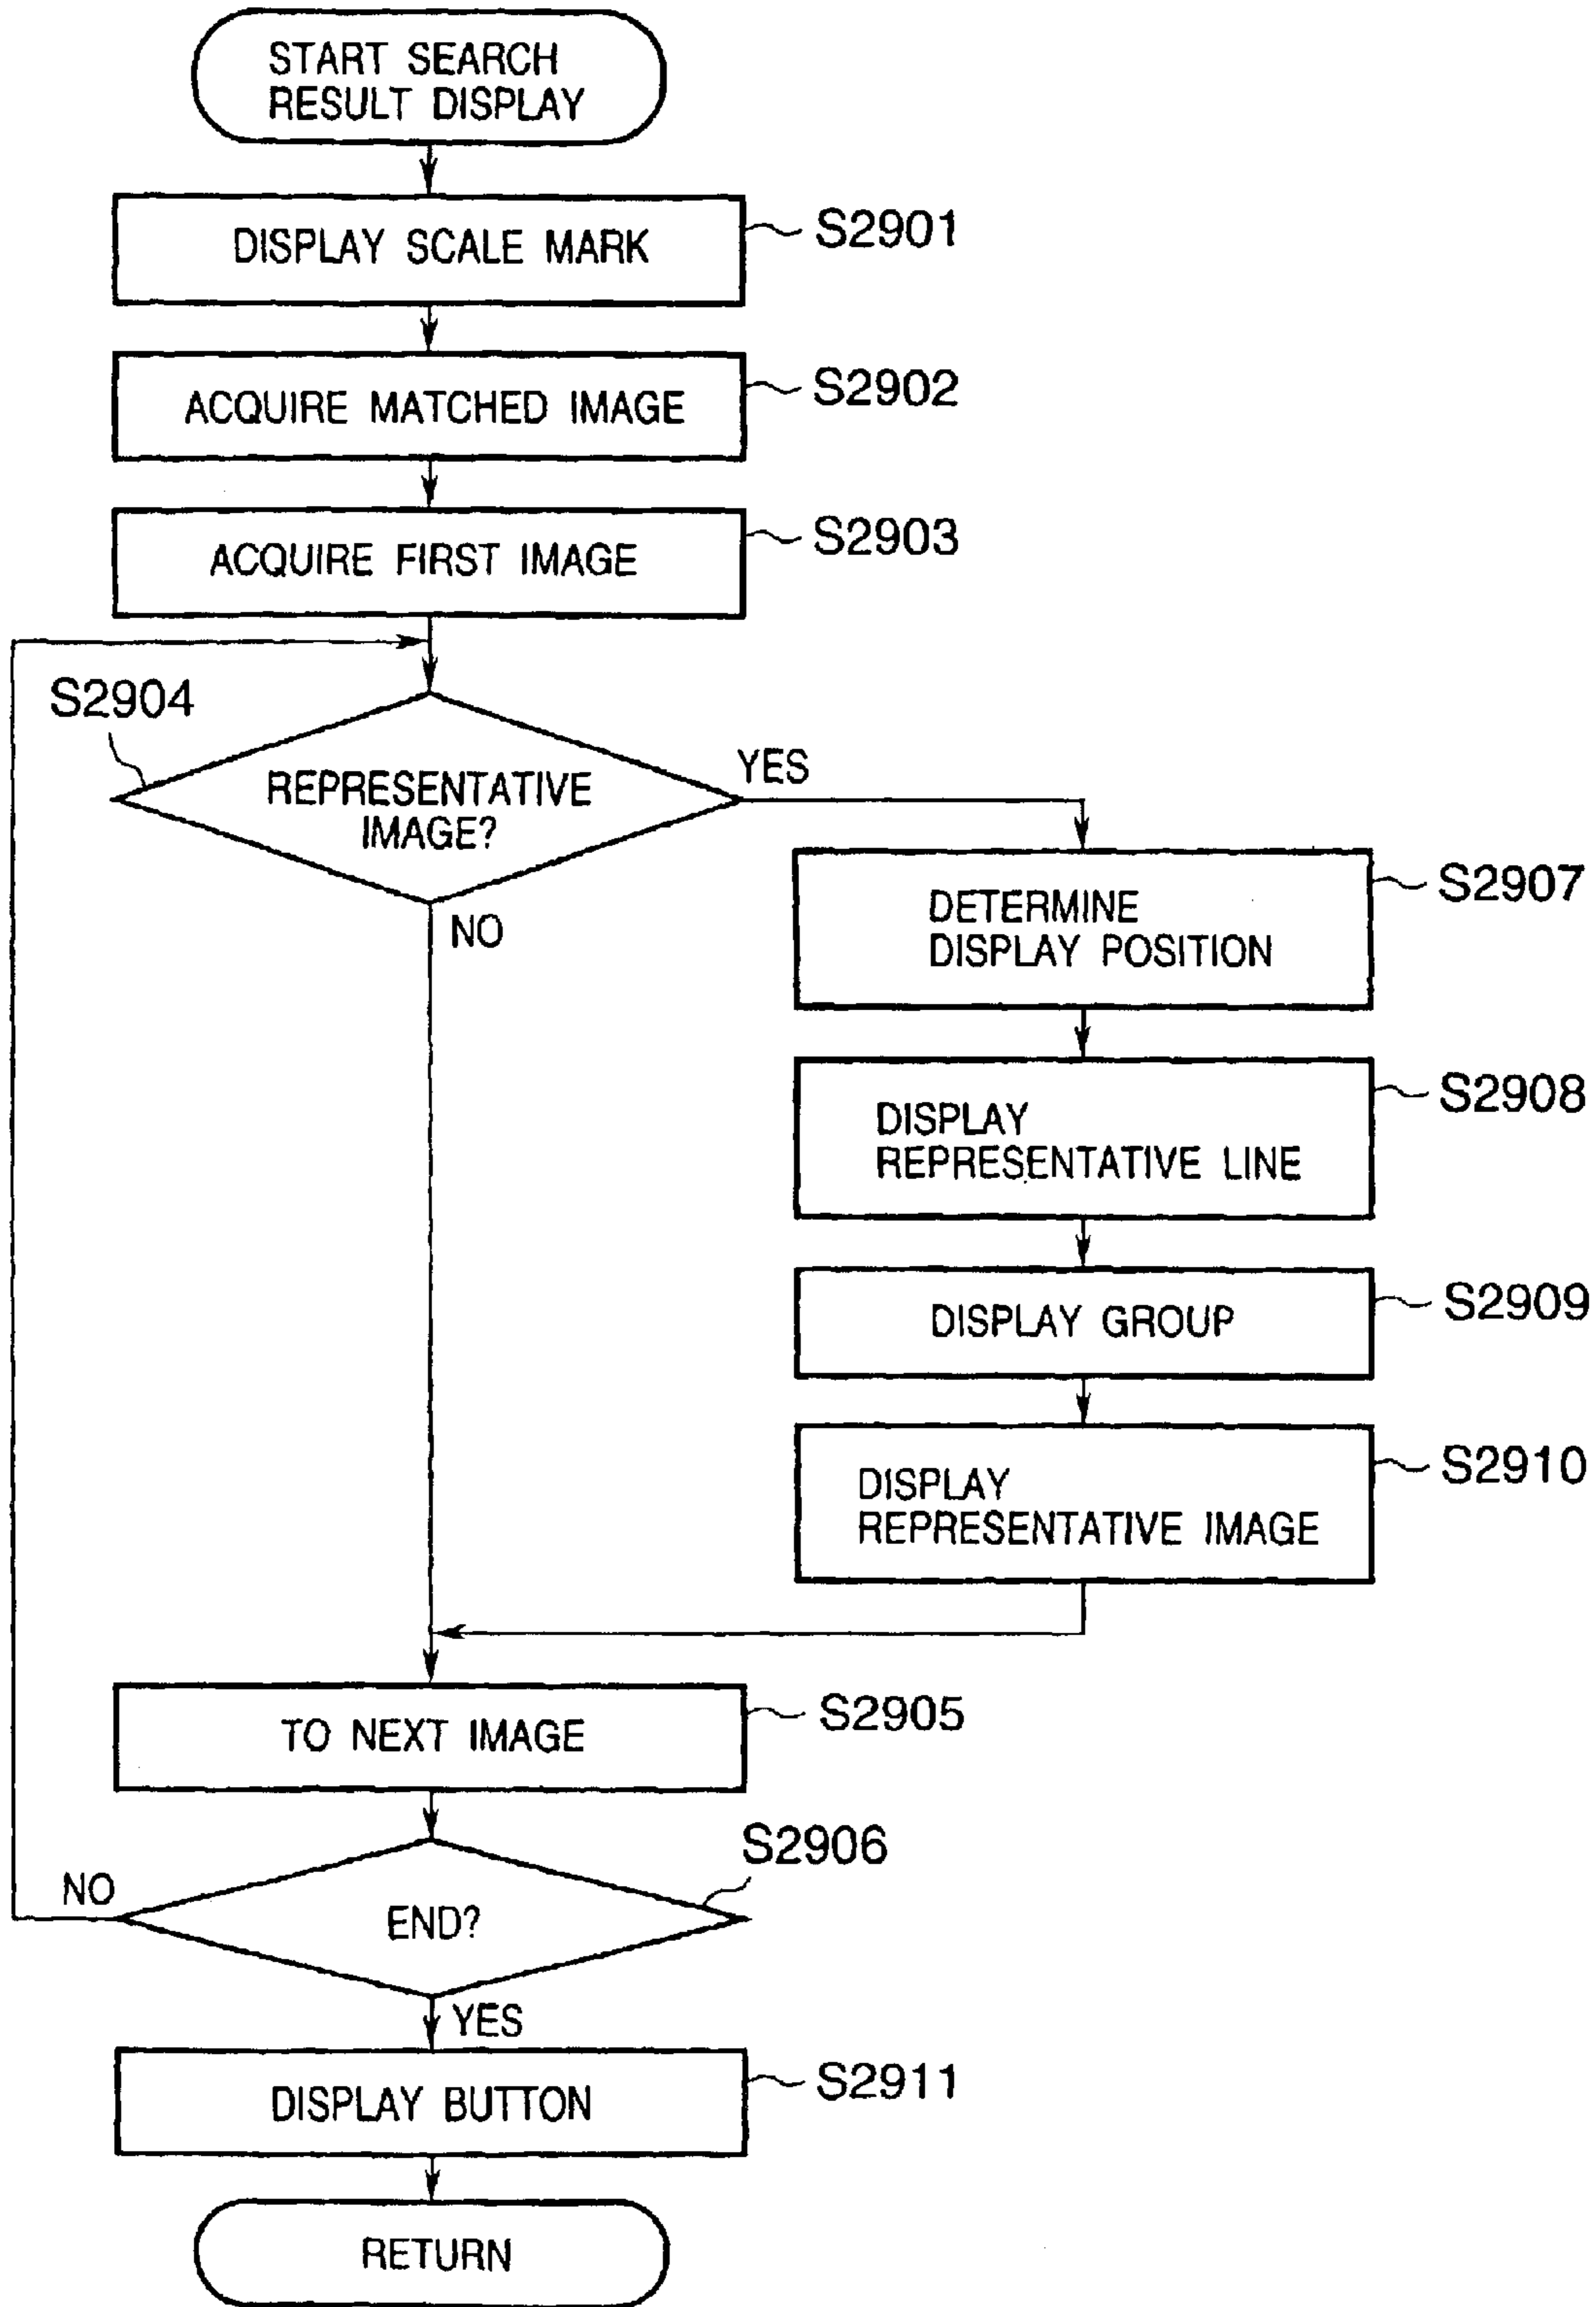 START SEARCH
RESULT DISPLAY
DISPLAY SCALE MARK
S2901
ACQUIRE MATCHED IMAGE
S2902
ACQUIRE FIRST IMAGE
S2903
S2904
REPRESENTATIVE
IMAGE?
YES
NO
DETERMINE
DISPLAY POSITION
S2907
DISPLAY
REPRESENTATIVE LINE
S2908
DISPLAY GROUP
S2909
DISPLAY
REPRESENTATIVE IMAGE
S2910
TO NEXT IMAGE
S2905
S2906
END?
NO
YES
DISPLAY BUTTON
S2911
RETURN